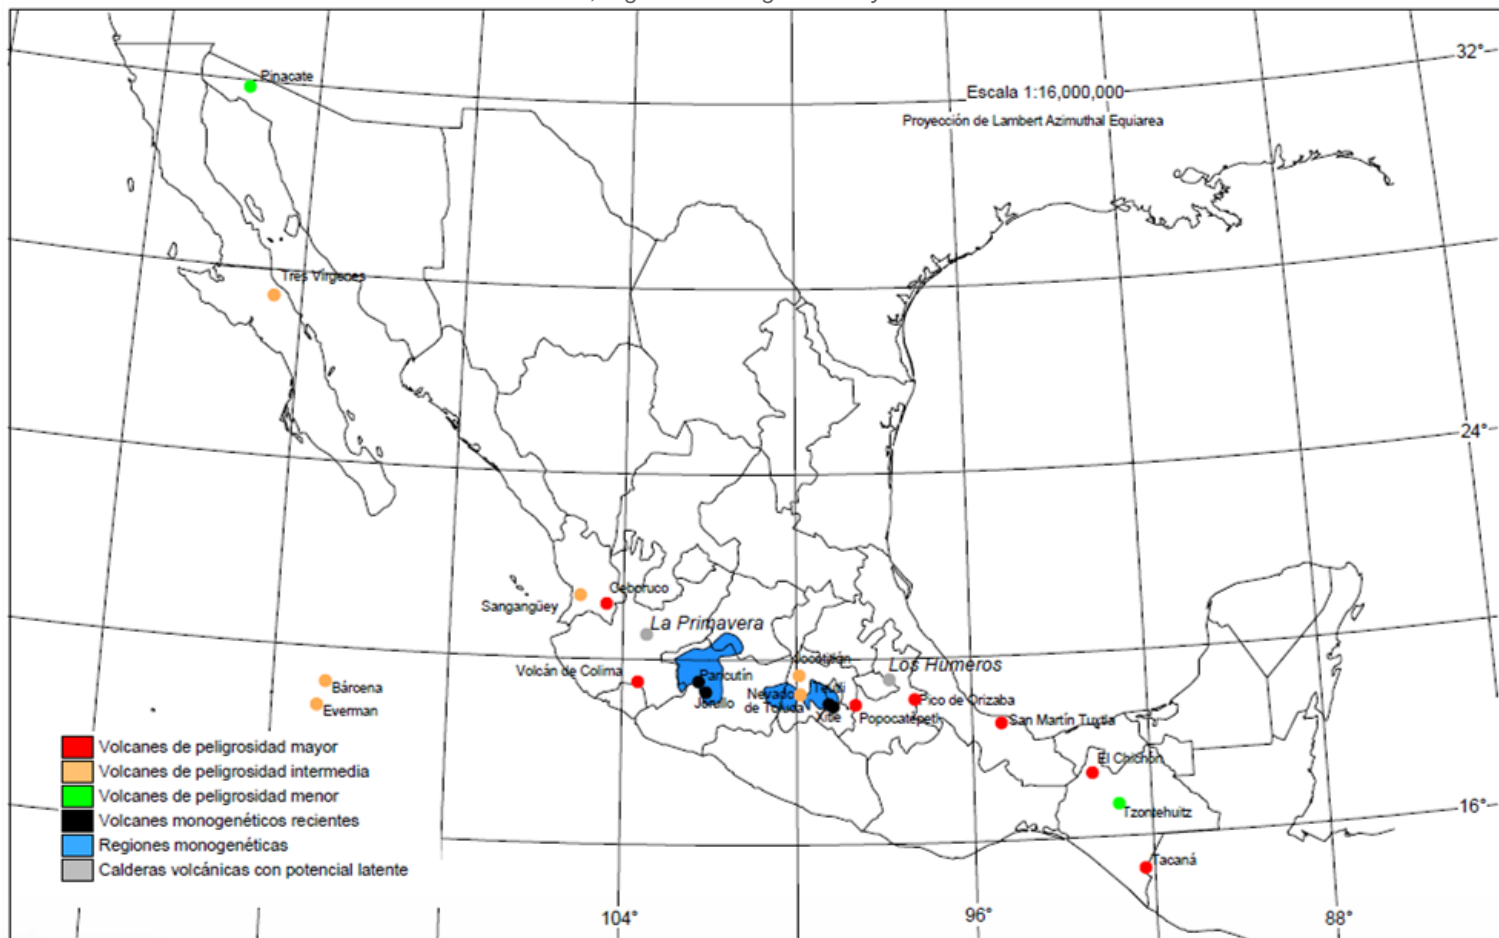 32°
Pinacate
Escala 1:16,000,000
Proyección de Lambert Azimuthal Equiarea
Tres Vírgenes
24°
Ceboruco
Sangangüey
La Primavera
Jocotitlán
Los Humeros
Volcán de Colima
Paricutín
Bárcena
Nevado
de Toluca
Teutli
Jorullo
Pico de Orizaba
Everman
Xitle
Popocatépetl
San Martín Tuxtla
Volcanes de peligrosidad mayor
El Chichón
Volcanes de peligrosidad intermedia
Volcanes de peligrosidad menor
Tzontehuitz
16°
Volcanes monogenéticos recientes
Regiones monogenéticas
Tacaná
Calderas volcánicas con potencial latente
104°
96°
88°